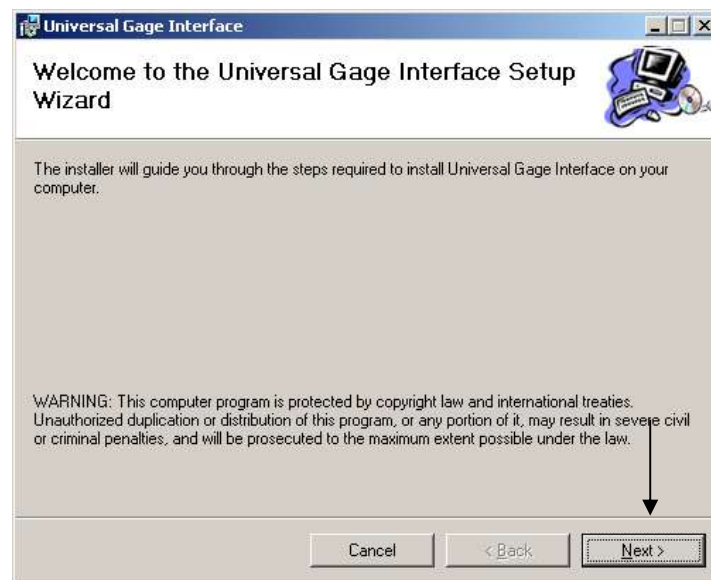 Universal Gage Interface
Welcome to the Universal Gage Interface Setup
Wizard
The installer will guide you through the steps required to install Universal Gage Interface on your
computer.
WARNING: This computer program is protected by copyright law and international treaties.
Unauthorized duplication or distribution of this program, or any portion of it, may result in severe civil
or criminal penalties, and will be prosecuted to the maximum extent possible under the law.
Cancel < Back Next >